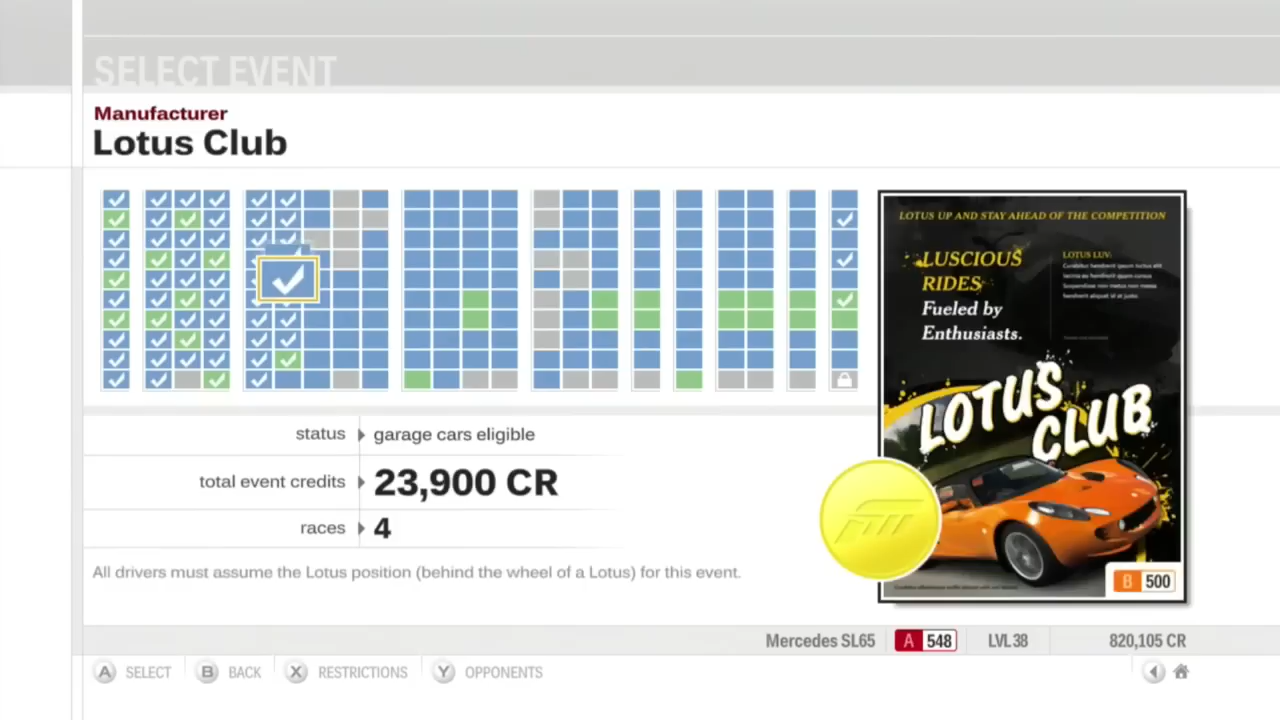 SELECT EVENT
Manufacturer
Lotus Club
LOTUS UP AND STAY AHEAD OF THE COMPETITION
LUSCIOUS
RIDES
Fueled by
Enthusiasts.
LOTUS LUV:
LOTUS
CLUB
B 500
status garage cars eligible
total event credits 23,900 CR
races 4
All drivers must assume the Lotus position (behind the wheel of a Lotus) for this event.
Mercedes SL65 A 548 LVL 38 820,105 CR
A SELECT B BACK X RESTRICTIONS Y OPPONENTS